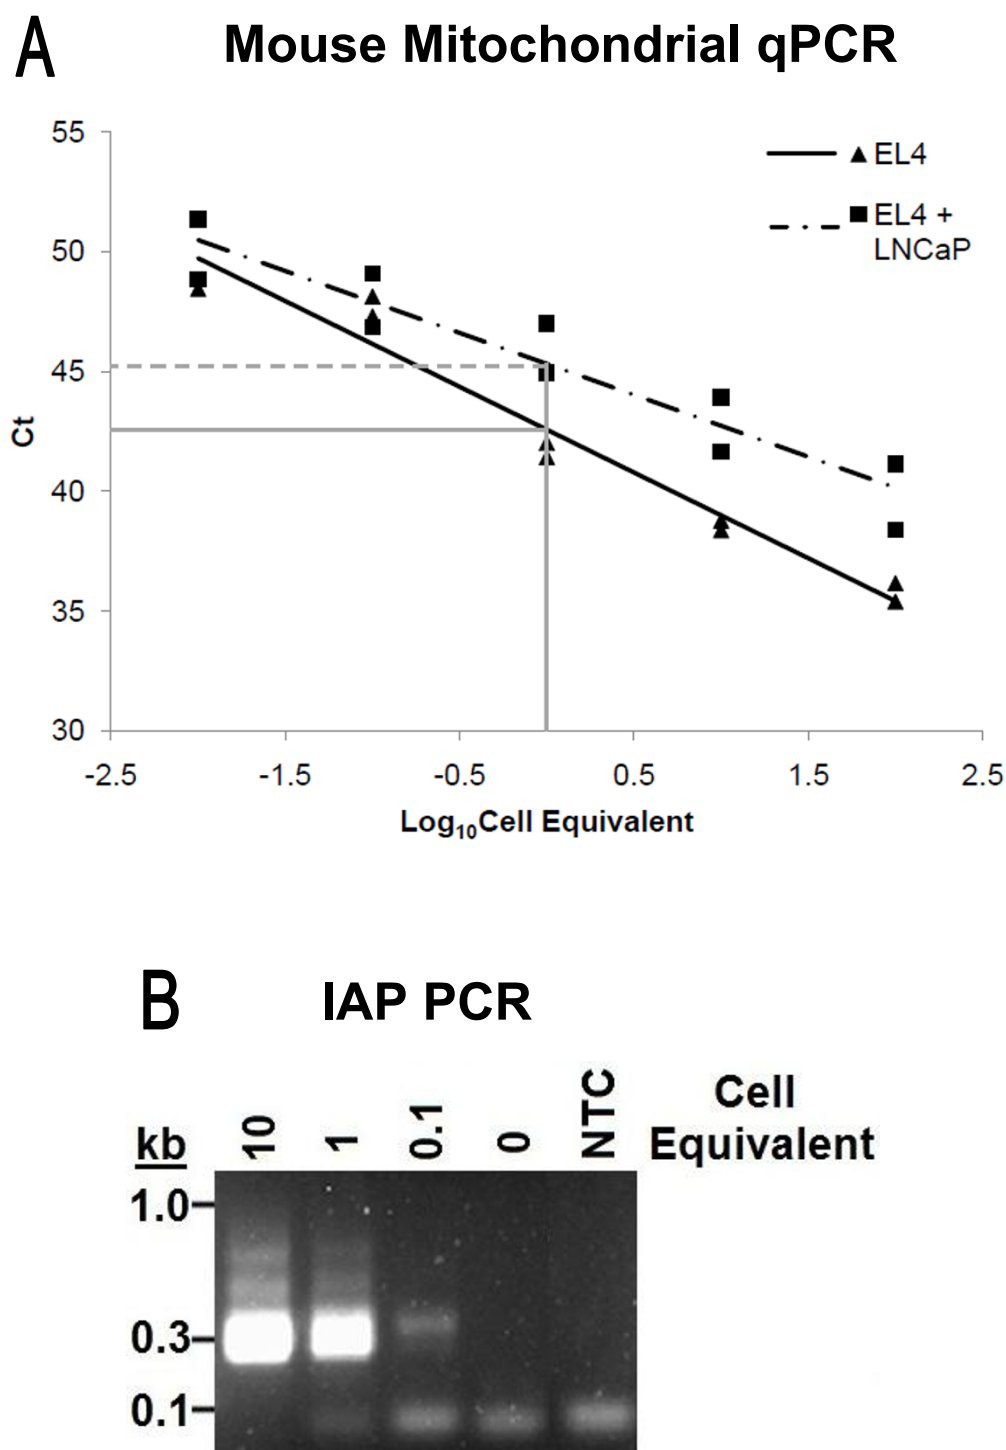 A
Mouse Mitochondrial qPCR
55
50
45
40
35
30
Ct
-2.5 -1.5 -0.5 0.5 1.5 2.5
Log10Cell Equivalent
EL4
EL4 +
LNCaP
B
IAP PCR
kb
10 1 0.1 0 NTC
Cell
Equivalent
1.0
0.3
0.1